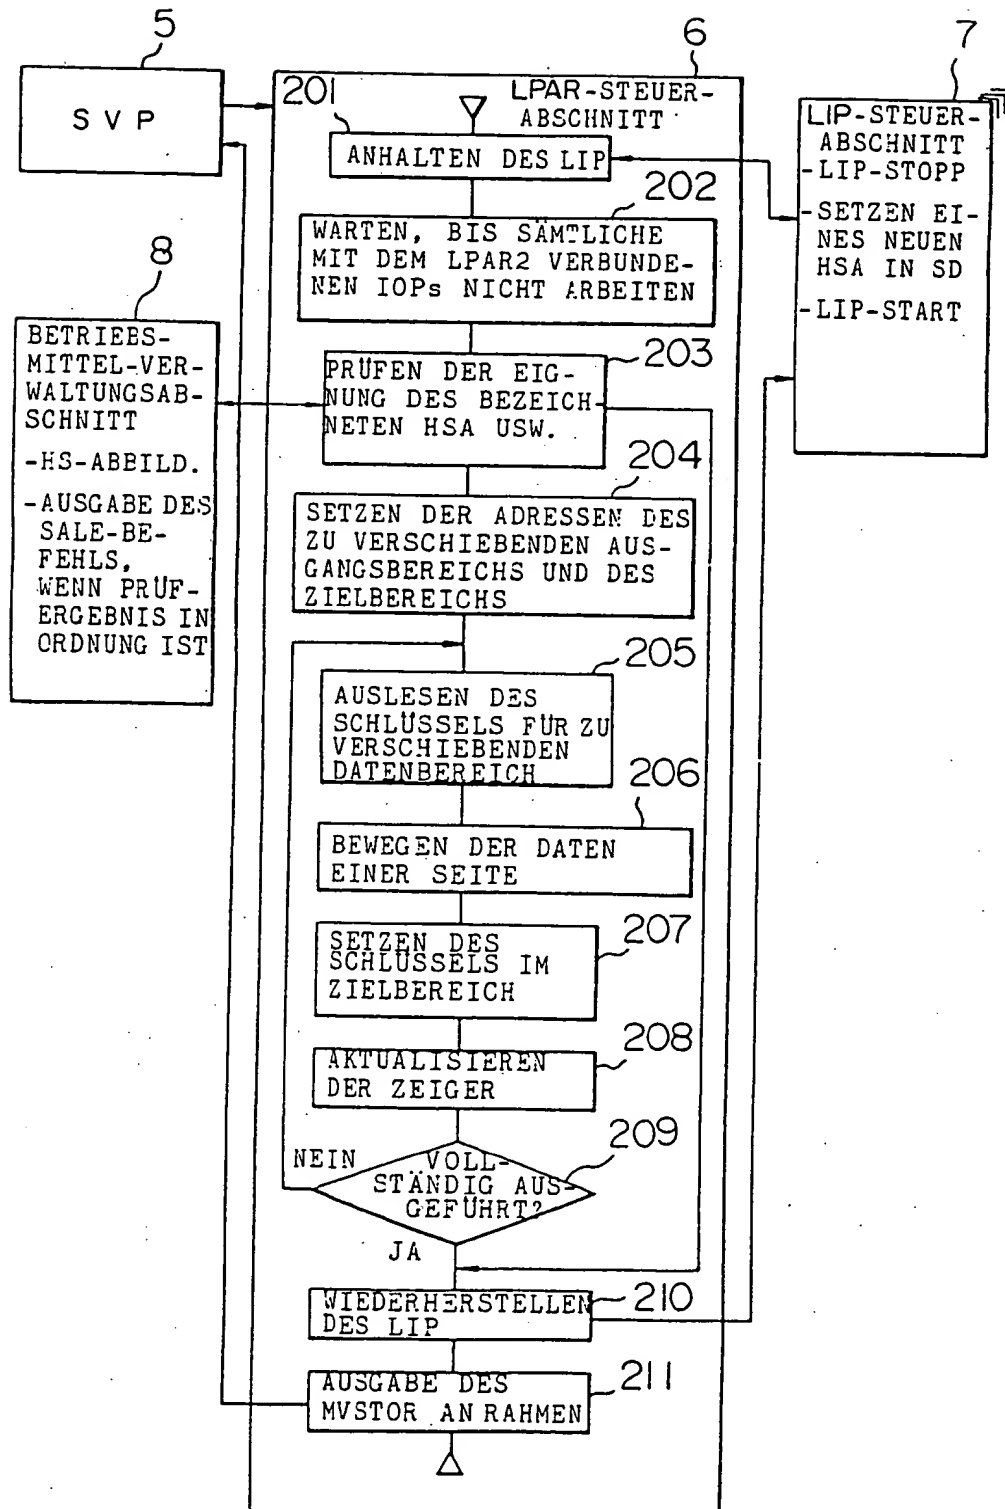 5
6
7
SVP
201
LPAR-STEUER-
ABSCHNITT
ANHALTEN DES LIP
LIP-STEUER-
ABSCHNITT
-LIP-STOPP
-SETZEN EI-
NES NEUEN
HSA IN SD
-LIP-START
202
WARTEN, BIS SÄMTLICHE
MIT DEM LPAR2 VERBUNDE-
NEN IOPs NICHT ARBEITEN
8
BETRIEBS-
MITTEL-VER-
WALTUNGSAB-
SCHNITT
-HS-ABBILD.
-AUSGABE DES
SALE-BE-
FEHLS,
WENN PRÜF-
ERGEBNIS IN
ORDNUNG IST
203
PRÜFEN DER EIG-
NUNG DES BEZEICH-
NETEN HSA USW.
204
SETZEN DER ADRESSEN DES
ZU VERSCHIEBENDEN AUS-
GANGSBEREICHS UND DES
ZIELBEREICHS
205
AUSLESEN DES
SCHLÜSSELS FÜR ZU
VERSCHIEBENDEN
DATENBEREICH
206
BEWEGEN DER DATEN
EINER SEITE
207
SETZEN DES
SCHLÜSSELS IM
ZIELBEREICH
208
AKTUALISIEREN
DER ZEIGER
209
NEIN
VOLL-
STÄNDIG AUS-
GEFÜHRT?
JA
210
WIEDERHERSTELLEN
DES LIP
211
AUSGABE DES
MVSTOR AN RAHMEN